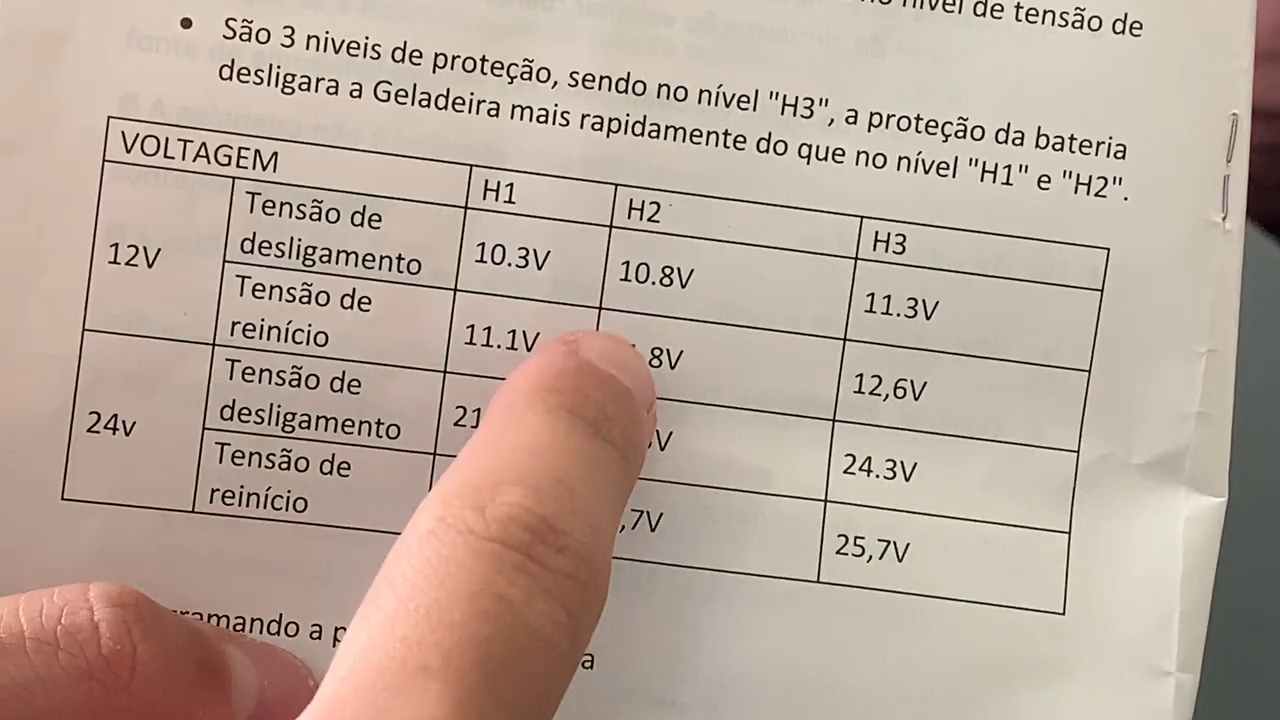 nível de tensão de
• São 3 niveis de proteção, sendo no nível "H3", a proteção da bateria
desligara a Geladeira mais rapidamente do que no nível "H1" e "H2".
VOLTAGEM H1 H2 H3
12V Tensão de desligamento 10.3V 10.8V 11.3V
Tensão de reinício 11.1V 12,6V
24v Tensão de desligamento 24.3V
Tensão de reinício 25,7V
a